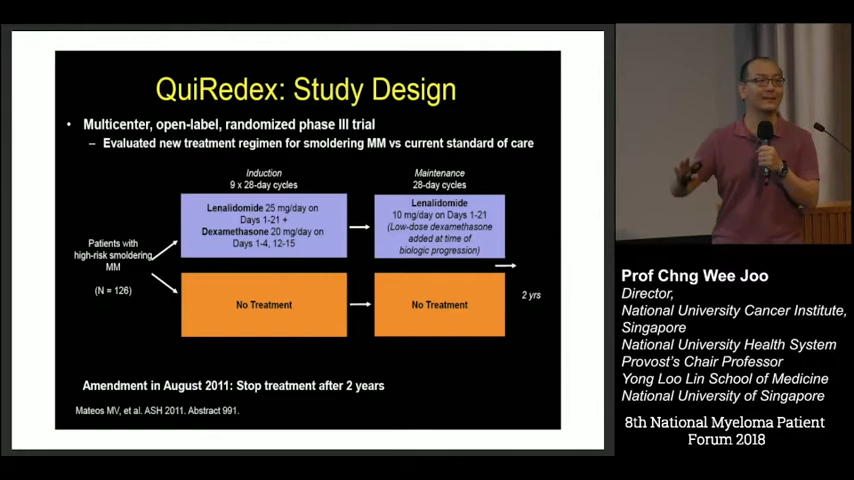 QuiRedex: Study Design
• Multicenter, open-label, randomized phase III trial
– Evaluated new treatment regimen for smoldering MM vs current standard of care
Induction
9 x 28-day cycles
Maintenance
28-day cycles
Patients with
high-risk smoldering
MM
(N = 126)
Lenalidomide 25 mg/day on
Days 1-21 +
Dexamethasone 20 mg/day on
Days 1-4, 12-15
Lenalidomide
10 mg/day on Days 1-21
(Low-dose dexamethasone
added at time of
biologic progression)
No Treatment
No Treatment
2 yrs
Amendment in August 2011: Stop treatment after 2 years
Mateos MV, et al. ASH 2011. Abstract 991.
Prof Chng Wee Joo
Director,
National University Cancer Institute,
Singapore
National University Health System
Provost's Chair Professor
Yong Loo Lin School of Medicine
National University of Singapore
8th National Myeloma Patient
Forum 2018